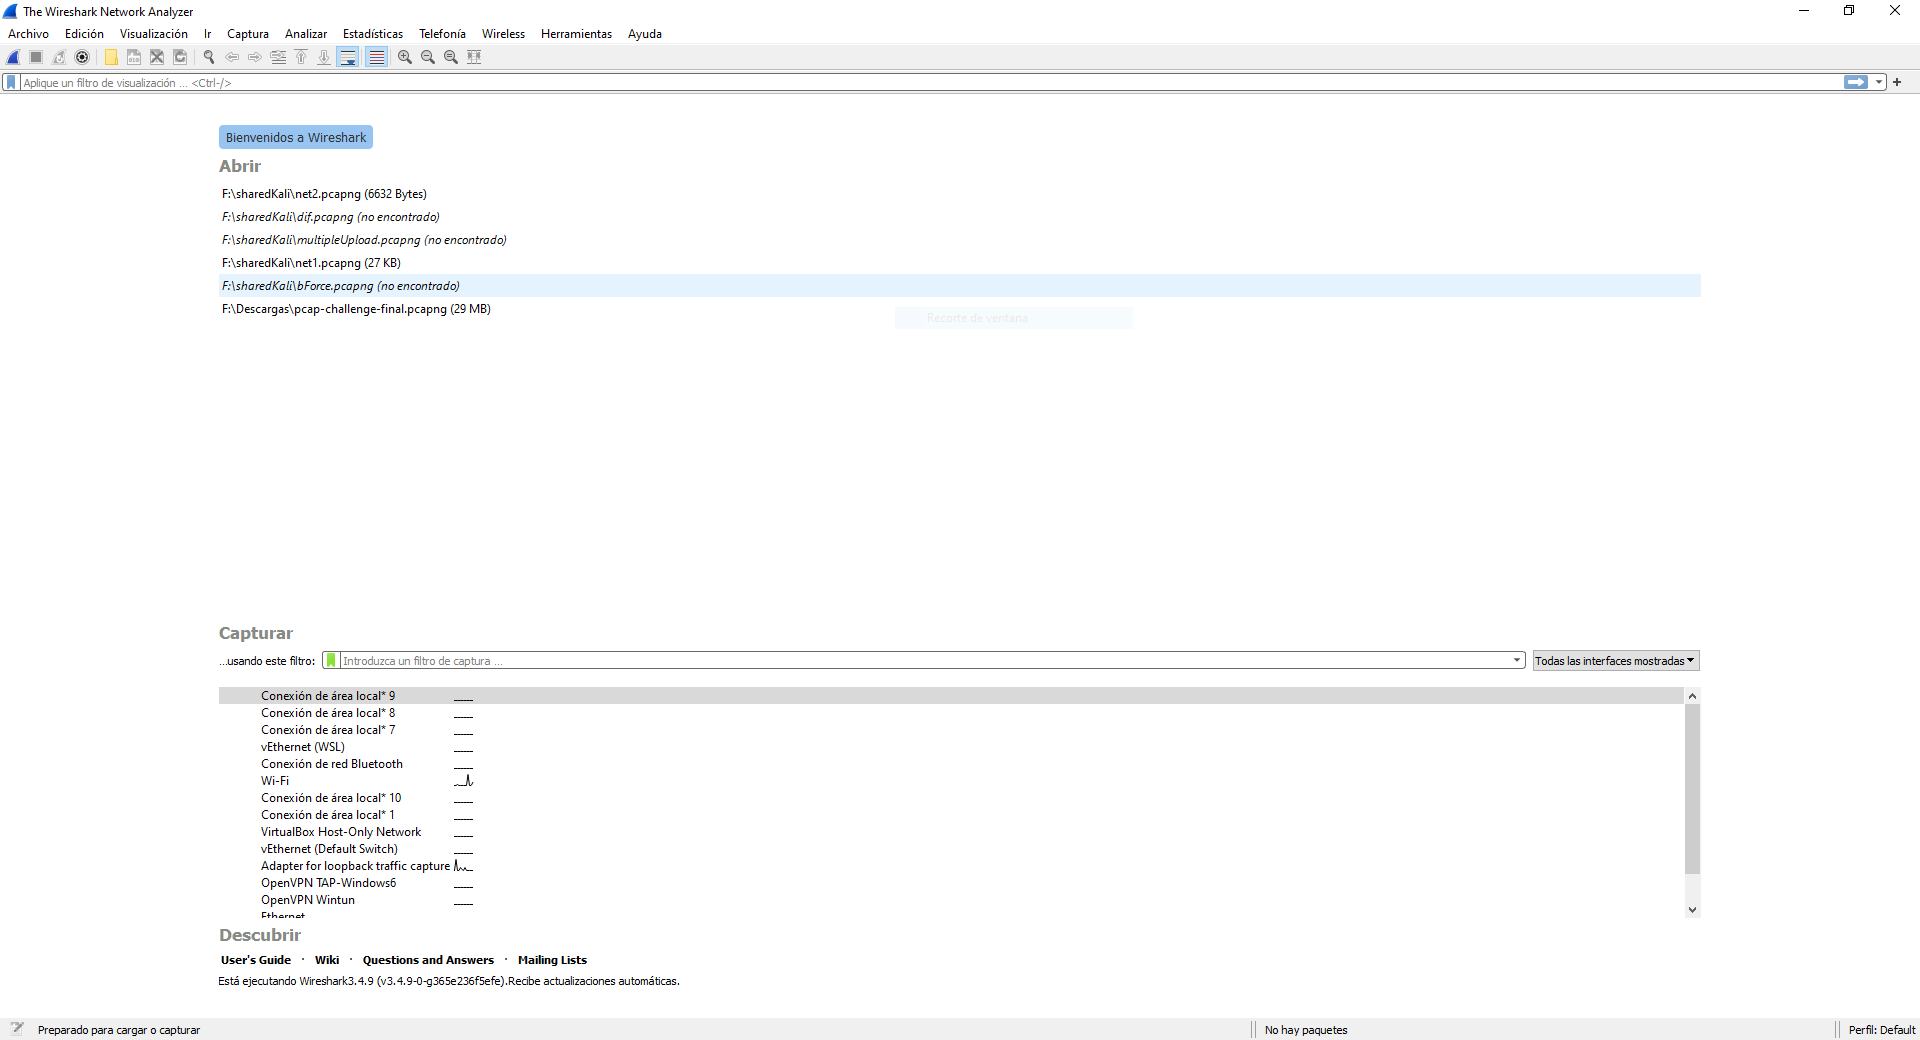 The Wireshark Network Analyzer
Archivo Edición Visualización Ir Captura Analizar Estadísticas Telefonía Wireless Herramientas Ayuda
Aplique un filtro de visualización ... <Ctrl-/>
Bienvenidos a Wireshark
Abrir
F:\sharedKali\net2.pcapng (6632 Bytes)
F:\sharedKali\dif.pcapng (no encontrado)
F:\sharedKali\multipleUpload.pcapng (no encontrado)
F:\sharedKali\net1.pcapng (27 KB)
F:\sharedKali\bForce.pcapng (no encontrado)
F:\Descargas\pcap-challenge-final.pcapng (29 MB)
Recorte de ventana
Capturar
...usando este filtro: Introduzca un filtro de captura ... Todas las interfaces mostradas
Conexión de área local* 9
Conexión de área local* 8
Conexión de área local* 7
vEthernet (WSL)
Conexión de red Bluetooth
Wi-Fi
Conexión de área local* 10
Conexión de área local* 1
VirtualBox Host-Only Network
vEthernet (Default Switch)
Adapter for loopback traffic capture
OpenVPN TAP-Windows6
OpenVPN Wintun
Ethernet
Descubrir
User's Guide · Wiki · Questions and Answers · Mailing Lists
Está ejecutando Wireshark3.4.9 (v3.4.9-0-g365e236f5efe).Recibe actualizaciones automáticas.
Preparado para cargar o capturar No hay paquetes Perfil: Default